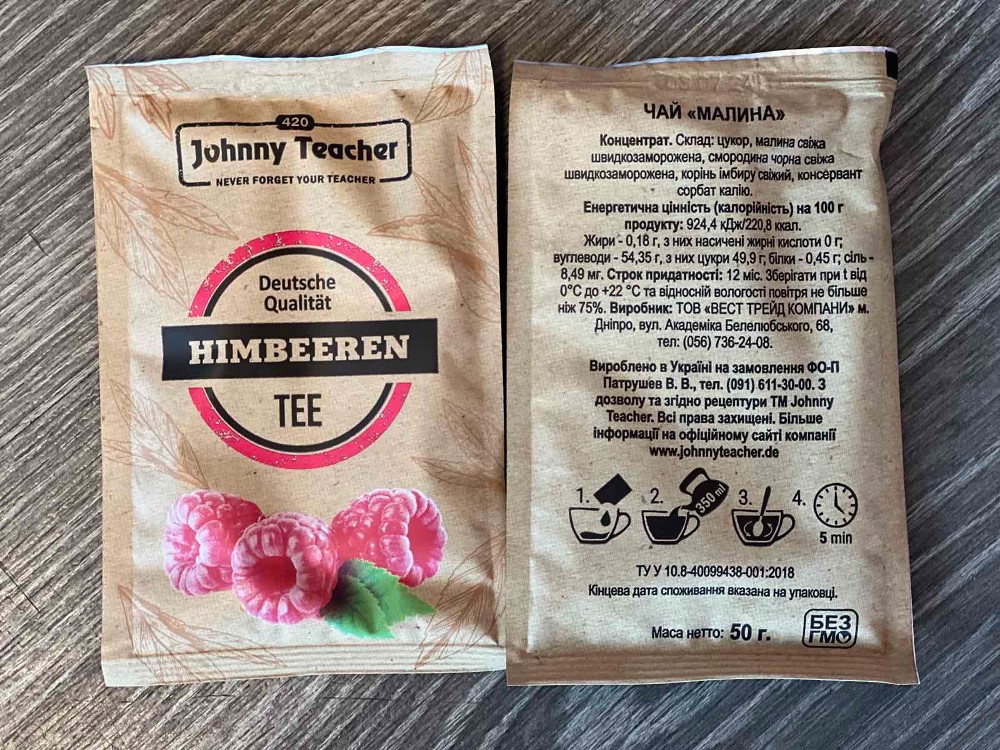 420
Johnny Teacher
NEVER FORGET YOUR TEACHER
Deutsche
Qualität
HIMBEEREN
TEE
ЧАЙ «МАЛИНА»
Концентрат. Склад: цукор, малина свіжа
швидкозаморожена, смородина чорна свіжа
швидкозаморожена, корінь імбиру свіжий, консервант
сорбат калію.
Енергетична цінність (калорійність) на 100 г
продукту: 924,4 кДж/220,8 ккал.
Жири - 0,18 г, з них насичені жирні кислоти 0 г;
вуглеводи - 54,35 г, з них цукри 49,9 г; білки - 0,45 г; сіль -
8,49 мг. Строк придатності: 12 міс. Зберігати при t від
0°C до +22 °C та відносній вологості повітря не більше
ніж 75%. Виробник: ТОВ «ВЕСТ ТРЕЙД КОМПАНИ» м.
Дніпро, вул. Академіка Белелюбського, 68,
тел: (056) 736-24-08.
Вироблено в Україні на замовлення ФО-П
Патрушев В. В., тел. (091) 611-30-00. З
дозволу та згідно рецептури ТМ Johnny
Teacher. Всі права захищені. Більше
інформації на офіційному сайті компанії
www.johnnyteacher.de
1. 2. 350 ml 3. 4.
5 min
ТУ У 10.8-40099438-001:2018
Кінцева дата споживання вказана на упаковці.
Маса нетто: 50 г.
БЕЗ
ГМО